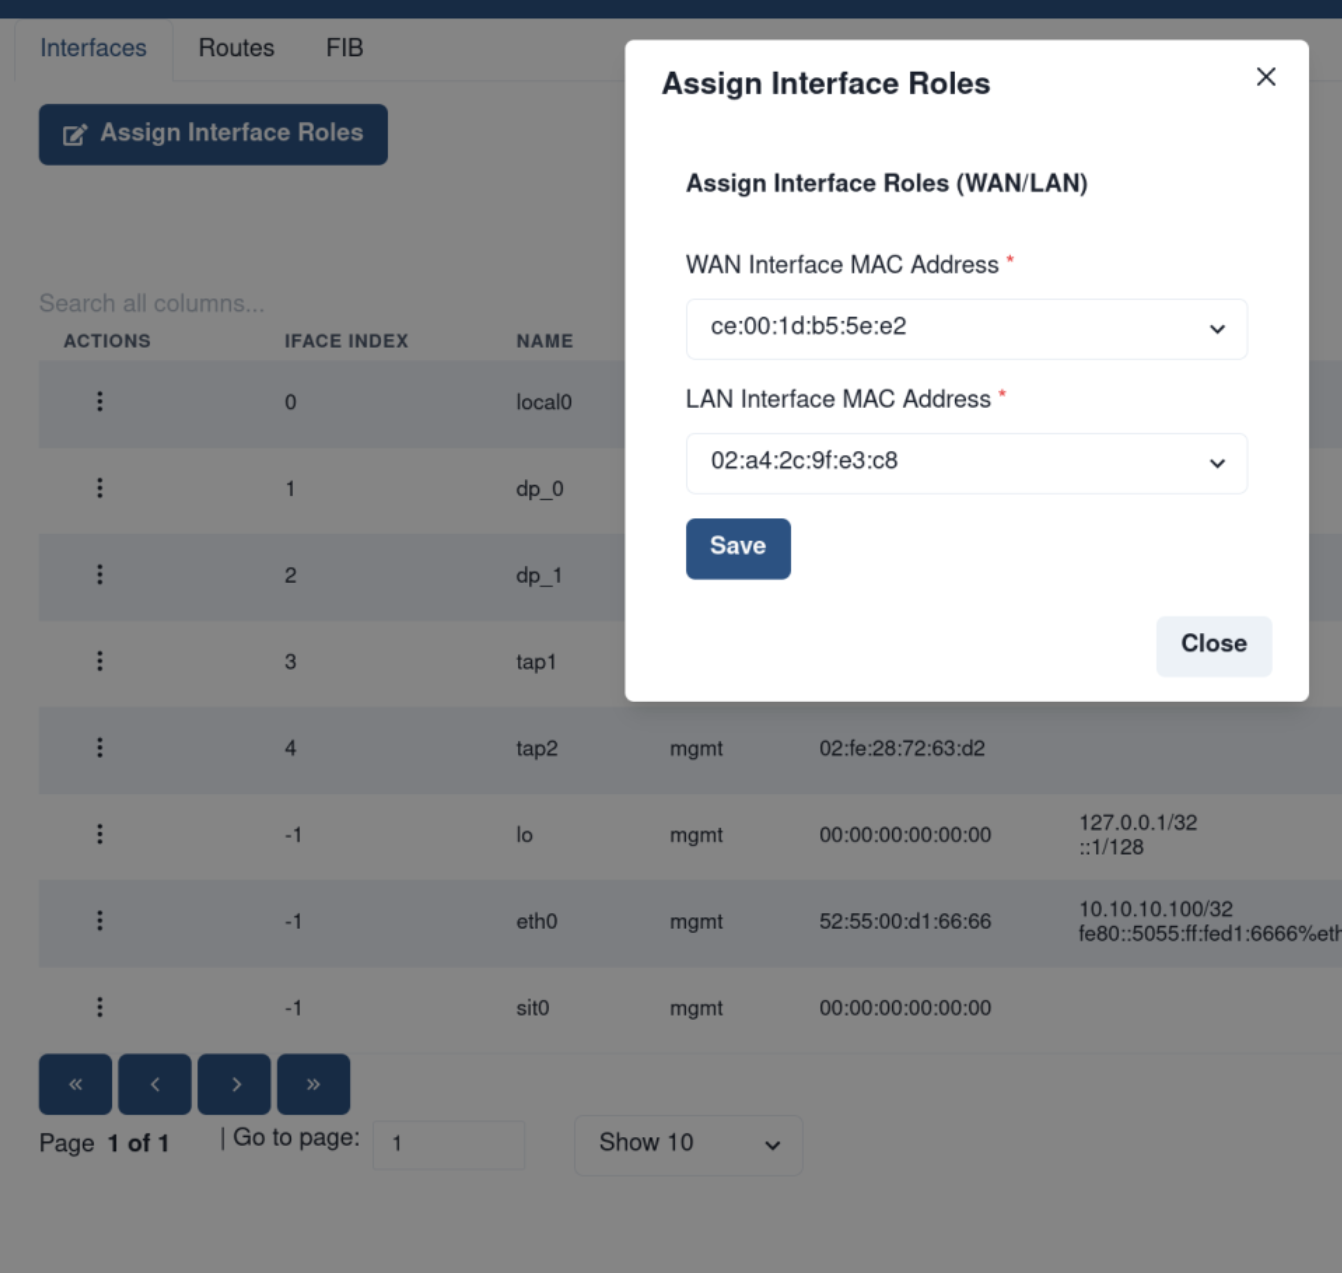 Interfaces Routes FIB
Assign Interface Roles
Search all columns...
ACTIONS IFACE INDEX NAME
0 local0
1 dp_0
2 dp_1
3 tap1
4 tap2 mgmt 02:fe:28:72:63:d2
-1 lo mgmt 00:00:00:00:00:00 127.0.0.1/32
::1/128
-1 eth0 mgmt 52:55:00:d1:66:66 10.10.10.100/32
fe80::5055:ff:fed1:6666%eth
-1 sit0 mgmt 00:00:00:00:00:00
« < > »
Page 1 of 1 | Go to page: 1 Show 10
Assign Interface Roles
Assign Interface Roles (WAN/LAN)
WAN Interface MAC Address *
ce:00:1d:b5:5e:e2
LAN Interface MAC Address *
02:a4:2c:9f:e3:c8
Save
Close